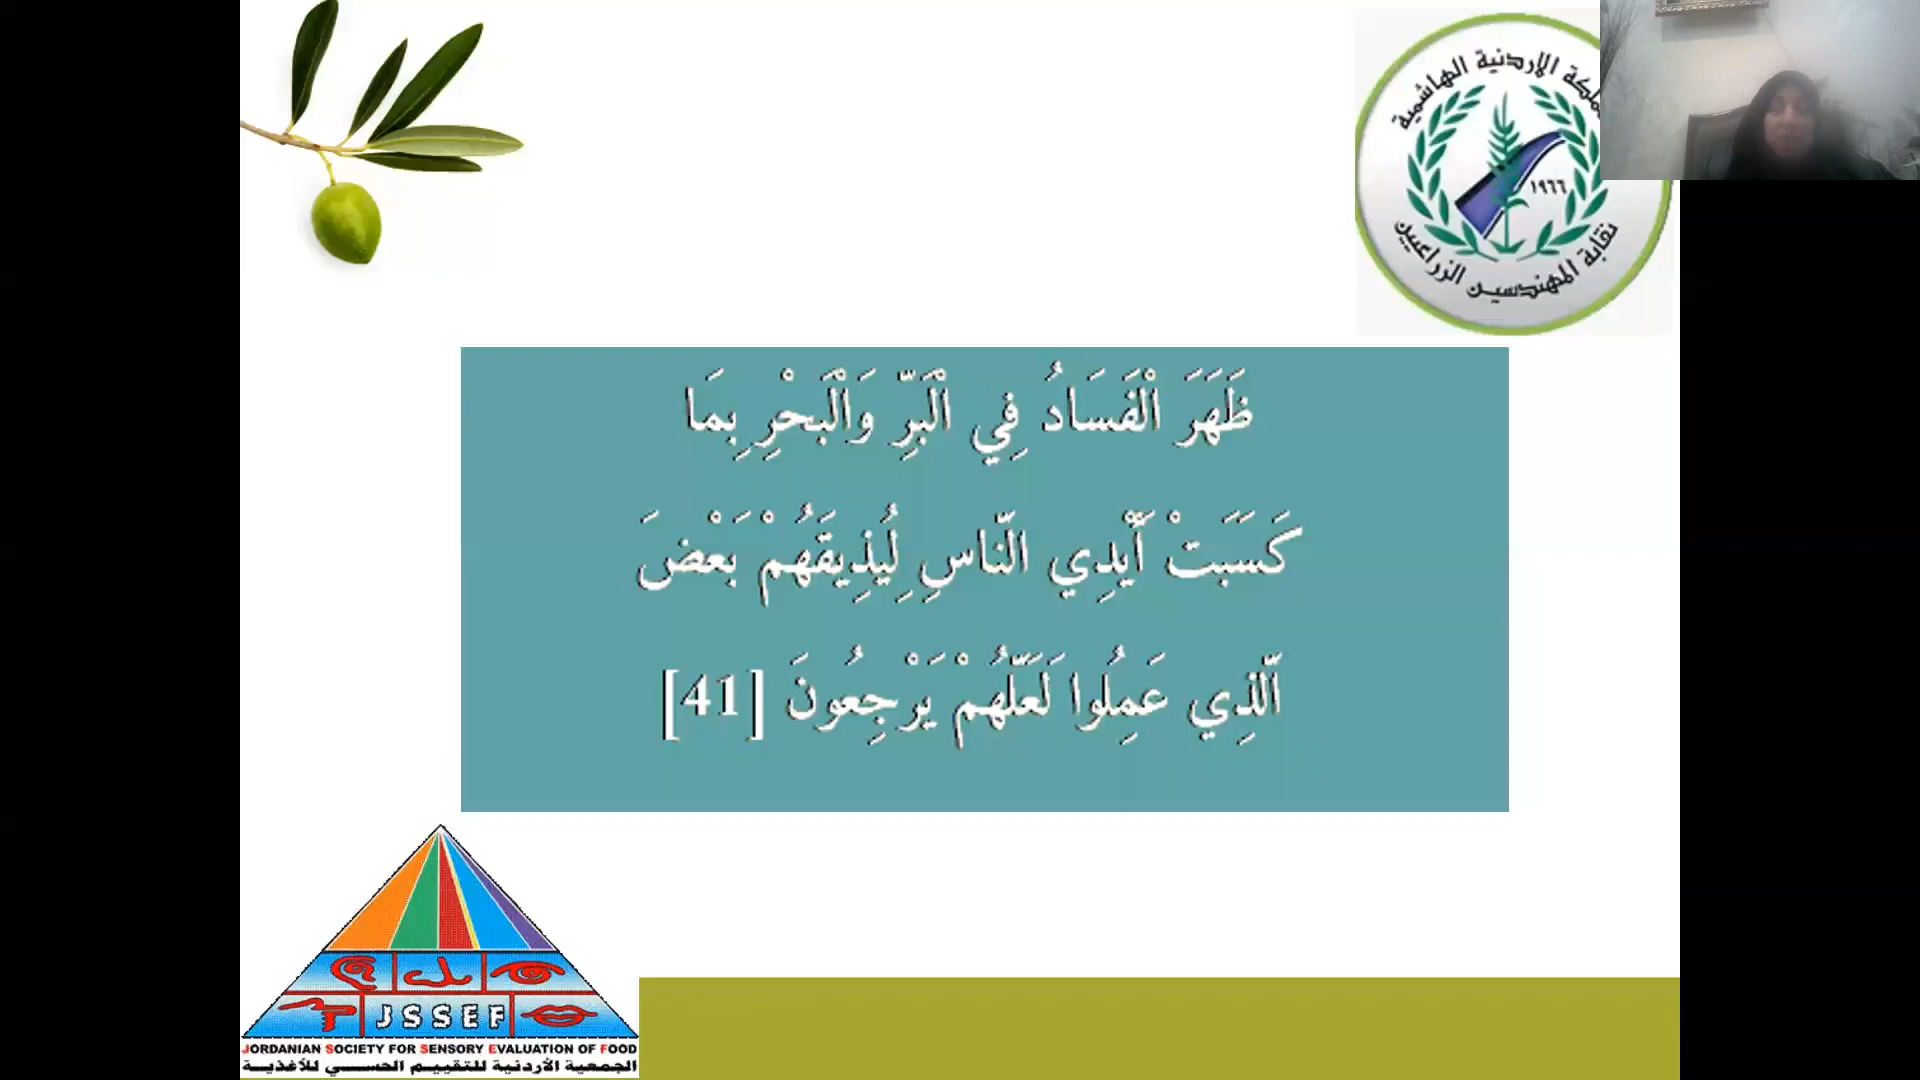 المملكة الأردنية الهاشمية
١٩٦٦
نقابة المهندسين الزراعيين
ظَهَرَ الْفَسَادُ فِي الْبَرِّ وَالْبَحْرِ بِمَا
كَسَبَتْ أَيْدِي النَّاسِ لِيُذِيقَهُمْ بَعْضَ
الَّذِي عَمِلُوا لَعَلَّهُمْ يَرْجِعُونَ [41]
JSSEF
JORDANIAN SOCIETY FOR SENSORY EVALUATION OF FOOD
الجمعية الأردنية للتقييم الحسي للأغذية